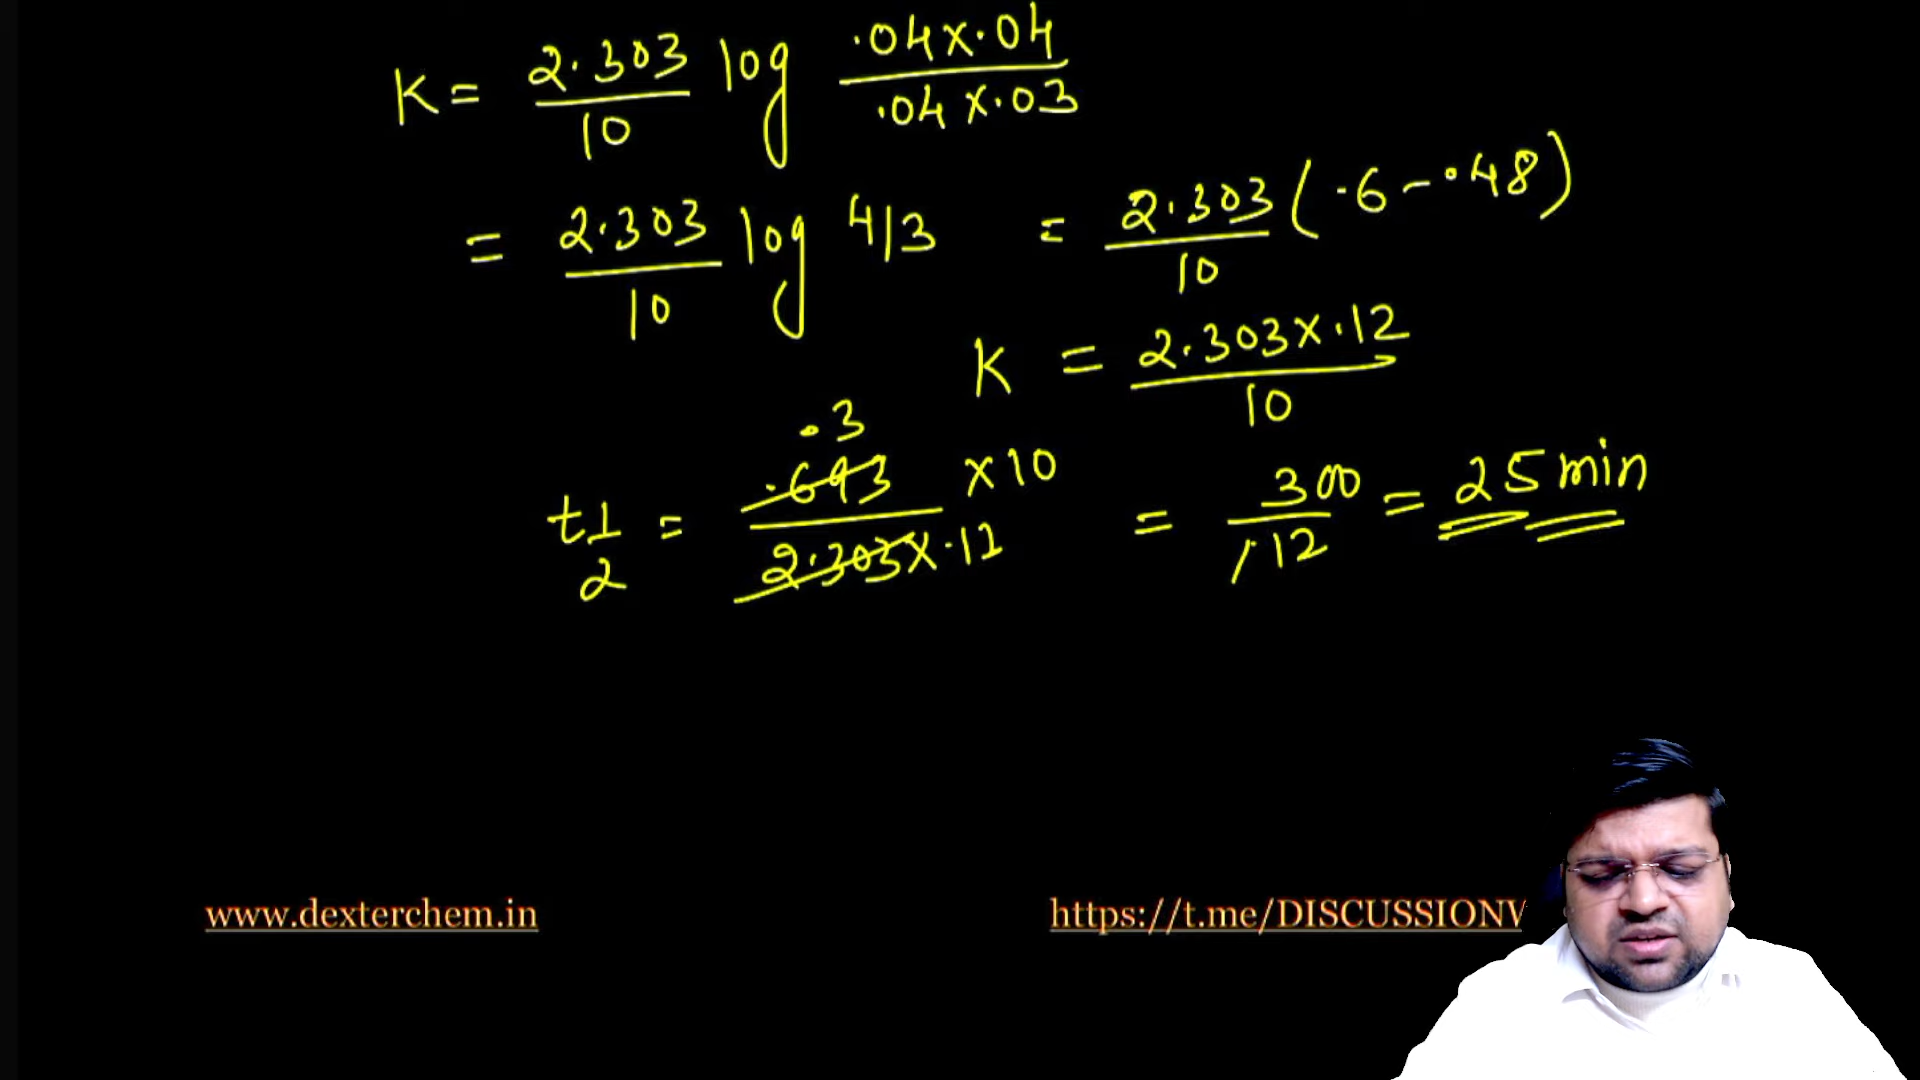 K = 2.303/10 log .04x.04/.04x.03
= 2.303/10 log 4/3 = 2.303/10 (.6-.48)
K = 2.303x.12/10
.3
t1/2 = .693/2.303x.12 x10 = 300/.12 = 25 min
www.dexterchem.in https://t.me/DISCUSSION